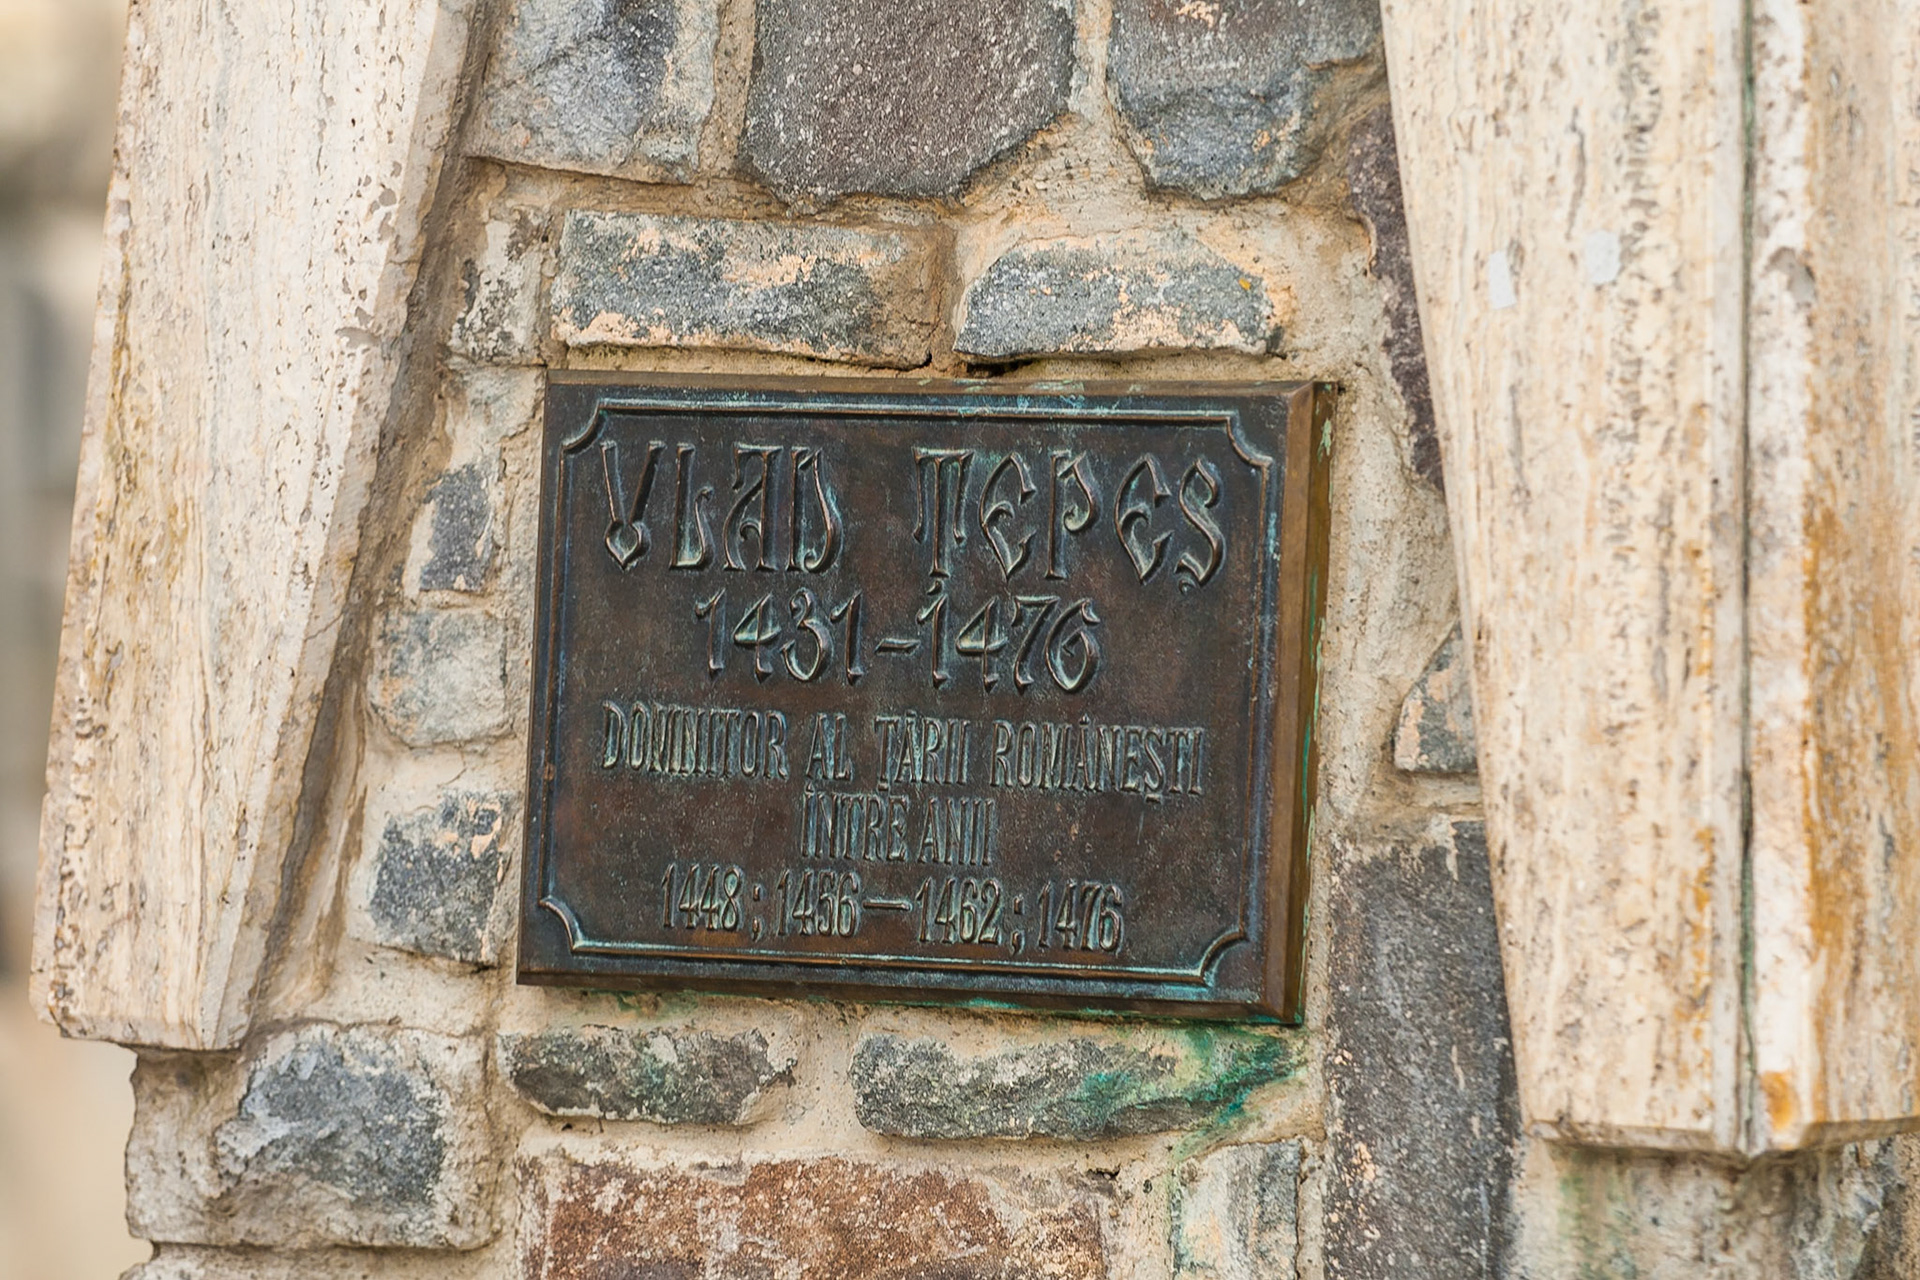 VLAD ȚEPEȘ
1431-1476
DOMNITOR AL ȚĂRII ROMÂNEȘTI
ÎNTRE ANII
1448; 1456—1462; 1476